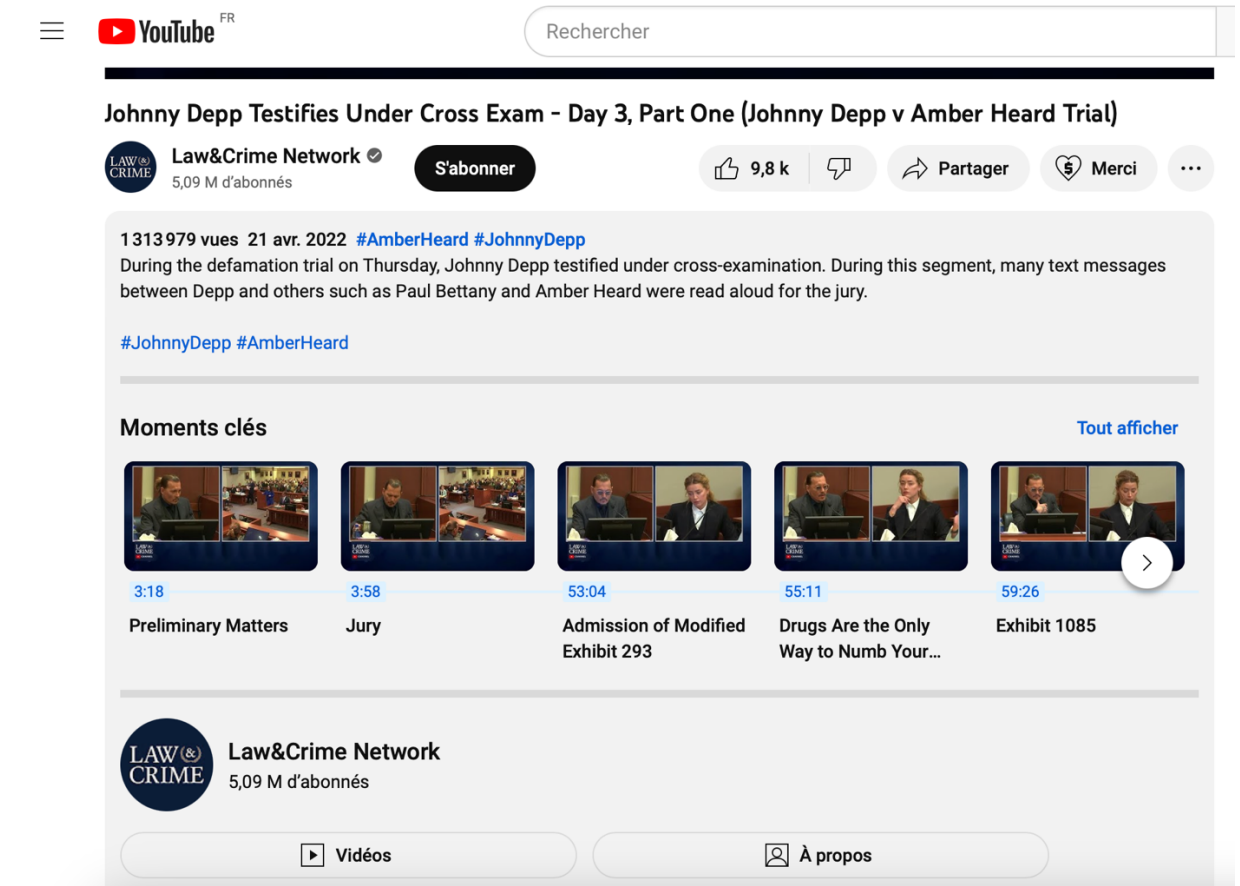 YouTube FR
Rechercher
Johnny Depp Testifies Under Cross Exam - Day 3, Part One (Johnny Depp v Amber Heard Trial)
LAW&CRIME
Law&Crime Network
5,09 M d’abonnés
S'abonner
9,8 k
Partager
Merci
1 313 979 vues 21 avr. 2022 #AmberHeard #JohnnyDepp
During the defamation trial on Thursday, Johnny Depp testified under cross-examination. During this segment, many text messages
between Depp and others such as Paul Bettany and Amber Heard were read aloud for the jury.
#JohnnyDepp #AmberHeard
Moments clés
Tout afficher
3:18
Preliminary Matters
3:58
Jury
53:04
Admission of Modified
Exhibit 293
55:11
Drugs Are the Only
Way to Numb Your...
59:26
Exhibit 1085
LAW&
CRIME
Law&Crime Network
5,09 M d’abonnés
Vidéos
À propos